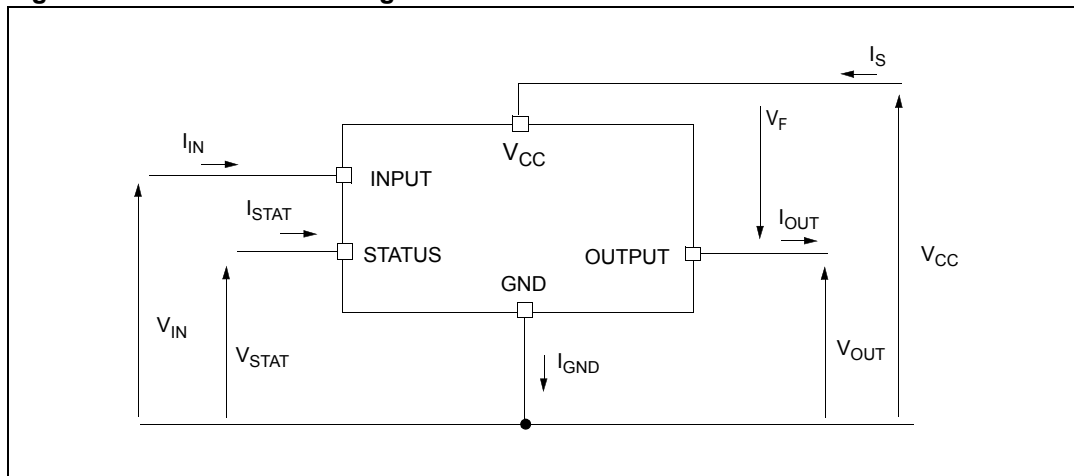 I_S
V_F
I_IN
V_CC
INPUT
I_STAT
I_OUT
STATUS
OUTPUT
V_CC
GND
V_IN
V_STAT
I_GND
V_OUT